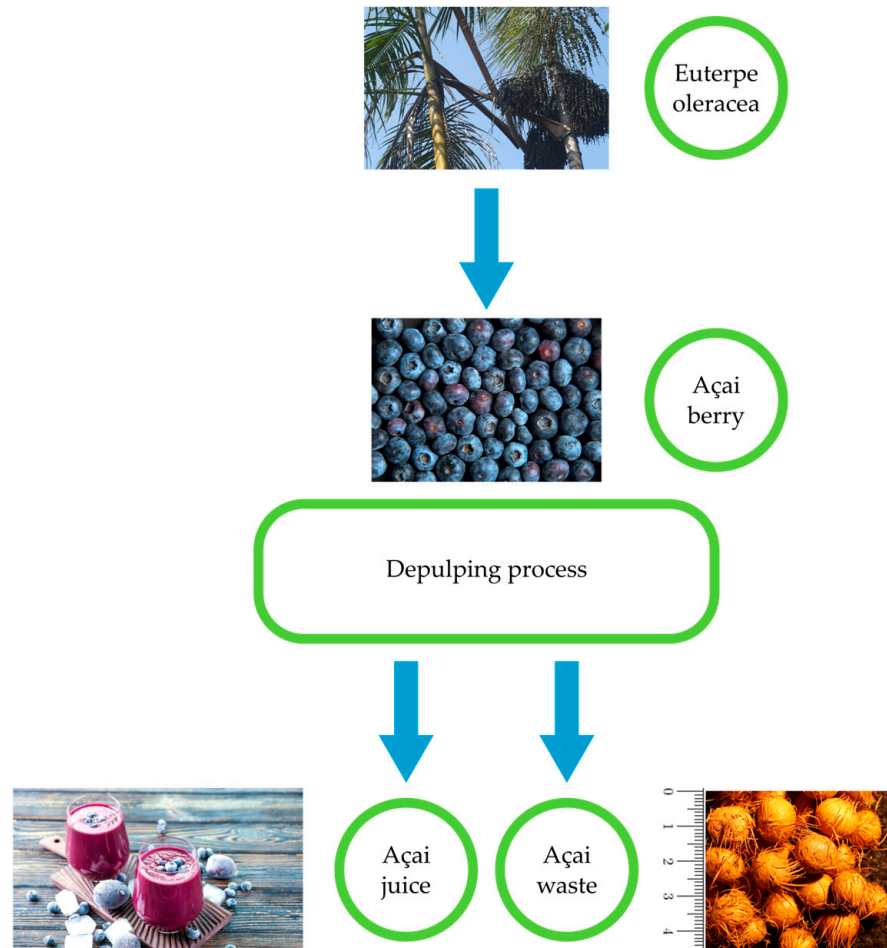 Euterpe
oleracea
Açai
berry
Depulping process
Açai
juice
Açai
waste
0
1
2
3
4